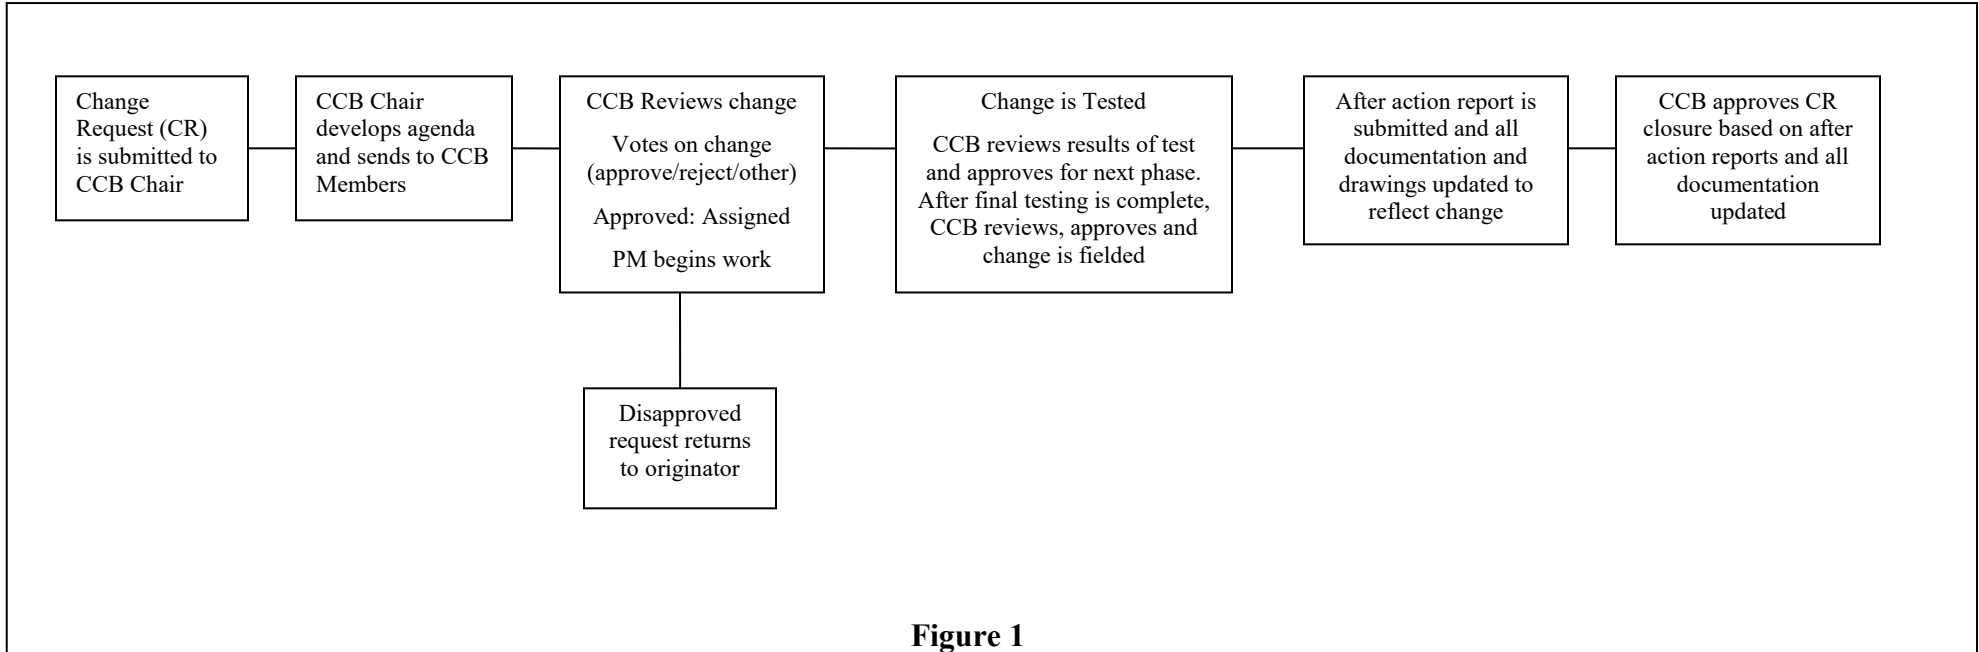 Change
Request (CR)
is submitted to
CCB Chair
CCB Chair
develops agenda
and sends to CCB
Members
CCB Reviews change
Votes on change
(approve/reject/other)
Approved: Assigned
PM begins work
Change is Tested
CCB reviews results of test
and approves for next phase.
After final testing is complete,
CCB reviews, approves and
change is fielded
After action report is
submitted and all
documentation and
drawings updated to
reflect change
CCB approves CR
closure based on after
action reports and all
documentation
updated
Disapproved
request returns
to originator
Figure 1